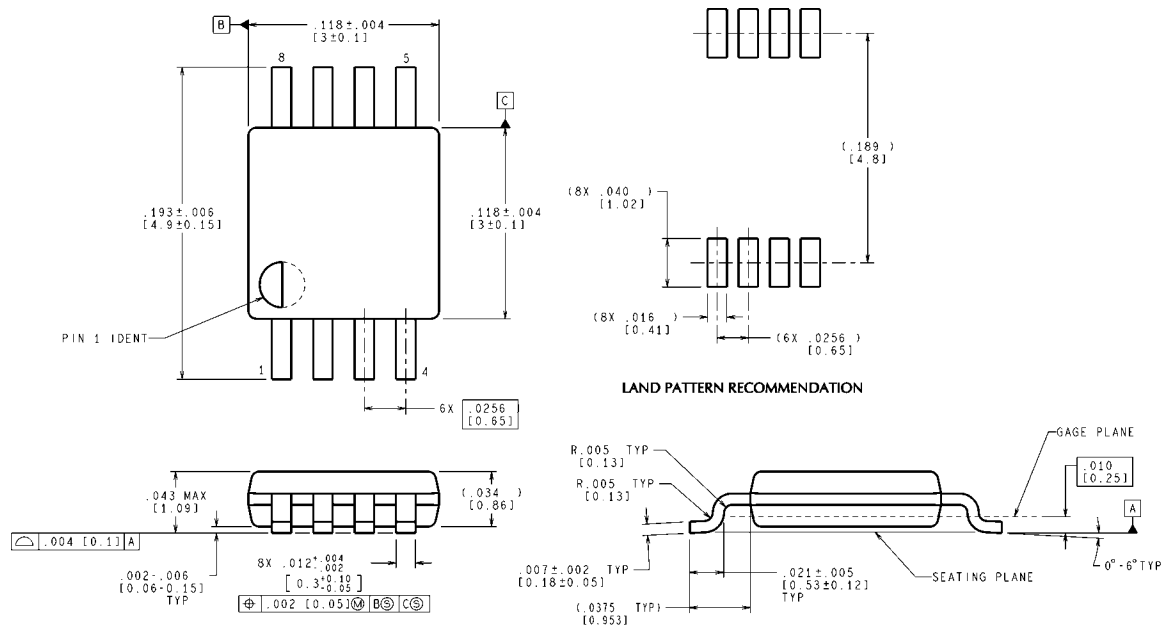 B
.118±.004
[3±0.1]
8
5
C
.193±.006
[4.9±0.15]
.118±.004
[3±0.1]
PIN 1 IDENT
1
4
6X .0256
[0.65]
(.189 )
[4.8]
(8X .040 )
[1.02]
(8X .016 )
[0.41]
(6X .0256 )
[0.65]
LAND PATTERN RECOMMENDATION
.043 MAX
[1.09]
(.034 )
[0.86]
⌓ .004 [0.1] A
.002-.006
[0.06-0.15]
TYP
8X .012 +.004 -.002
[ 0.3 +0.10 -0.05 ]
⌖ .002 [0.05]Ⓜ BⓈ CⓈ
R.005 TYP
[0.13]
R.005 TYP
[0.13]
GAGE PLANE
.010
[0.25]
A
0°-6°TYP
SEATING PLANE
.007±.002 TYP
[0.18±0.05]
.021±.005
[0.53±0.12]
TYP
(.0375 TYP)
[0.953]